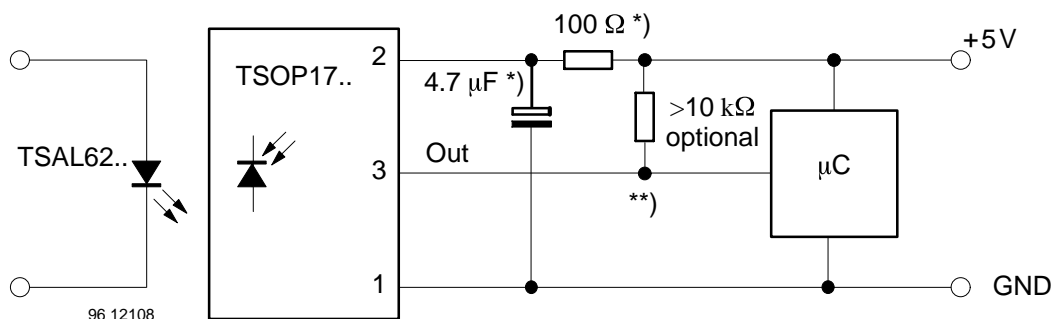 100 Ω *)
+5V
2
TSOP17..
4.7 μF *)
>10 kΩ
optional
TSAL62..
Out
3
μC
**)
1
GND
96 12108